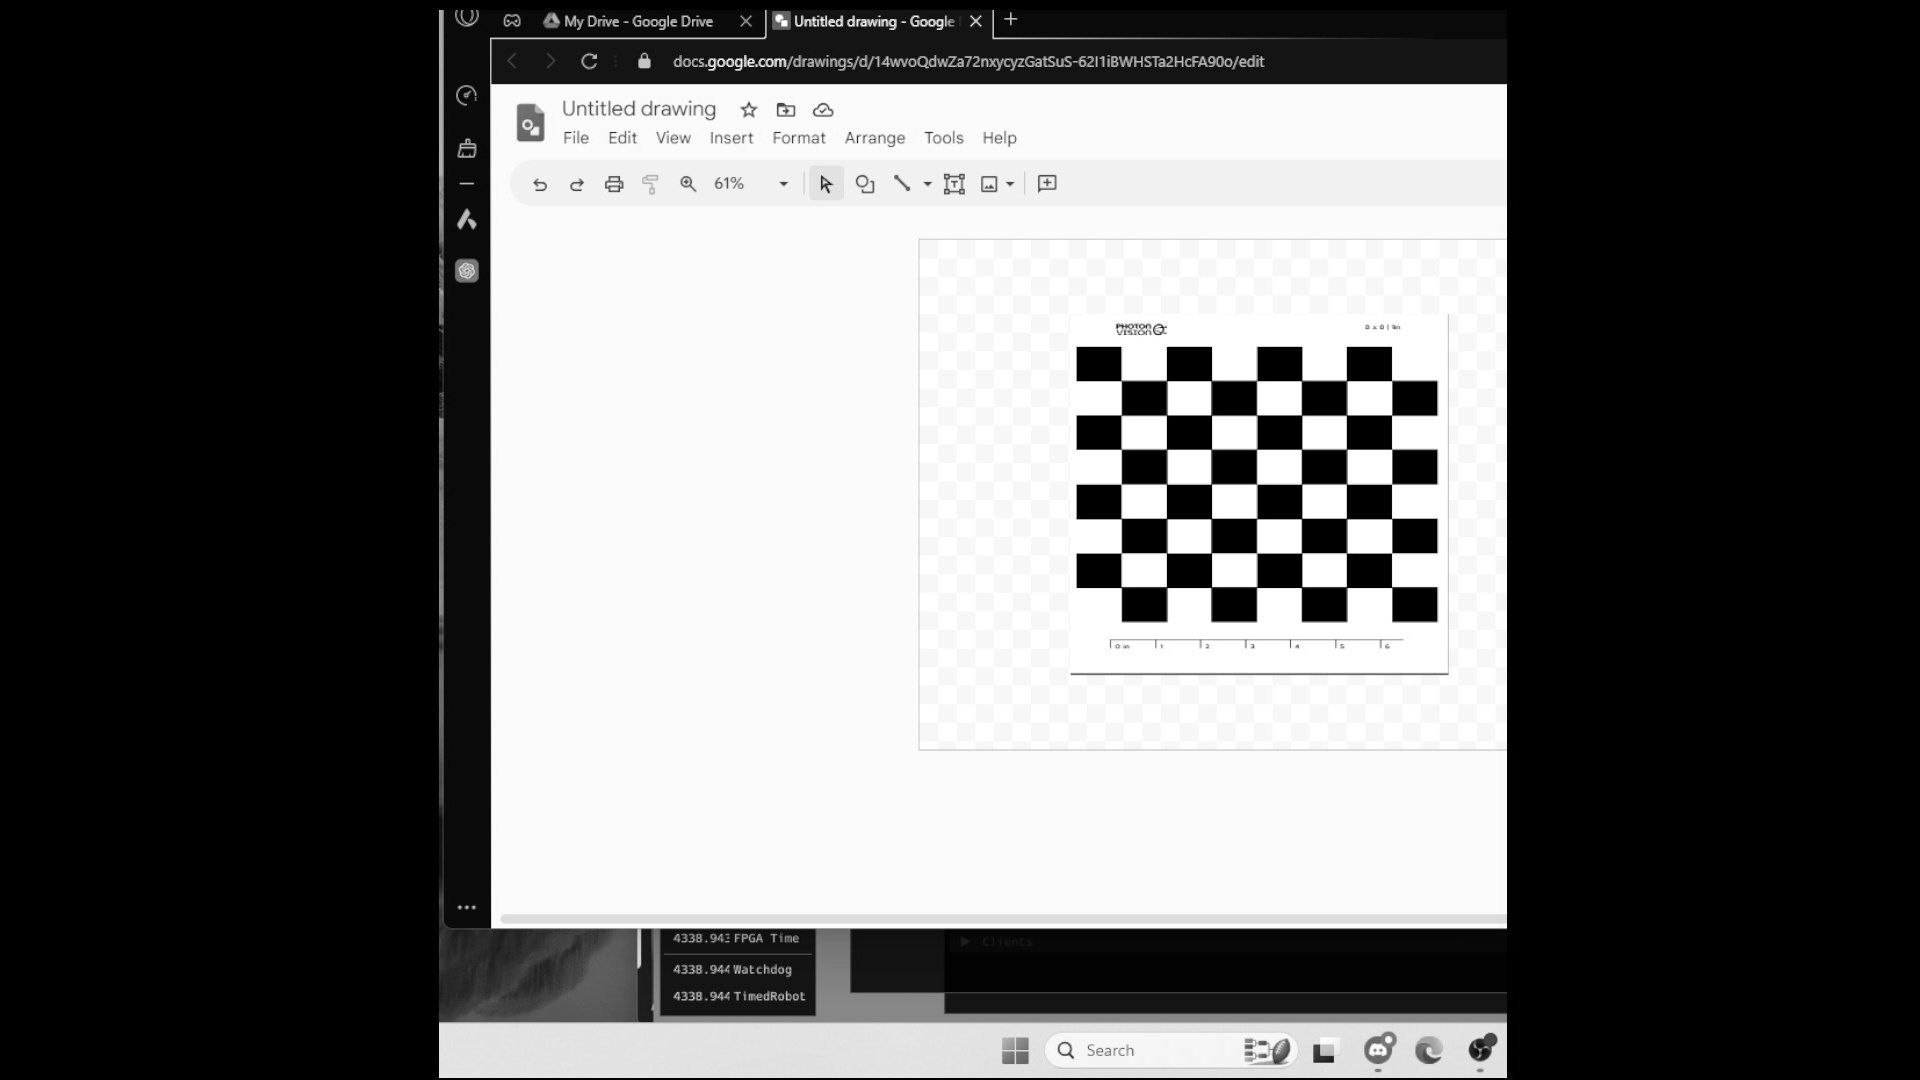 My Drive - Google Drive
Untitled drawing - Google
docs.google.com/drawings/d/14wvoQdwZa72nxycyzGatSuS-62I1iBWHSTa2HcFA90o/edit
Untitled drawing
File Edit View Insert Format Arrange Tools Help
61%
PHOTON
VISION
0 in 1 2 3 4 5 6
4338.943 FPGA Time
Clients
4338.944 Watchdog
4338.944 TimedRobot
Search